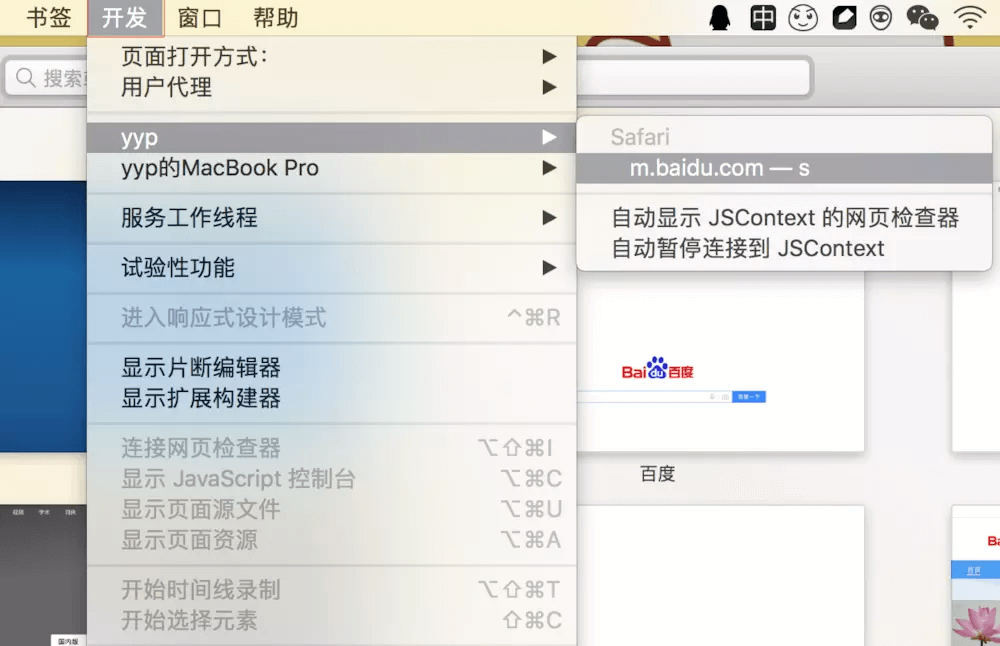 书签 开发 窗口 帮助 中
搜索
页面打开方式：
用户代理
yyp
yyp的MacBook Pro
服务工作线程
试验性功能
进入响应式设计模式 ^⌘R
显示片断编辑器
显示扩展构建器
连接网页检查器 ⌥⇧⌘I
显示 JavaScript 控制台 ⌥⌘C
显示页面源文件 ⌥⌘U
显示页面资源 ⌥⌘A
开始时间线录制 ⌥⇧⌘T
开始选择元素 ⇧⌘C
Safari
m.baidu.com — s
自动显示 JSContext 的网页检查器
自动暂停连接到 JSContext
Bai du 百度
百度一下
百度
国内版